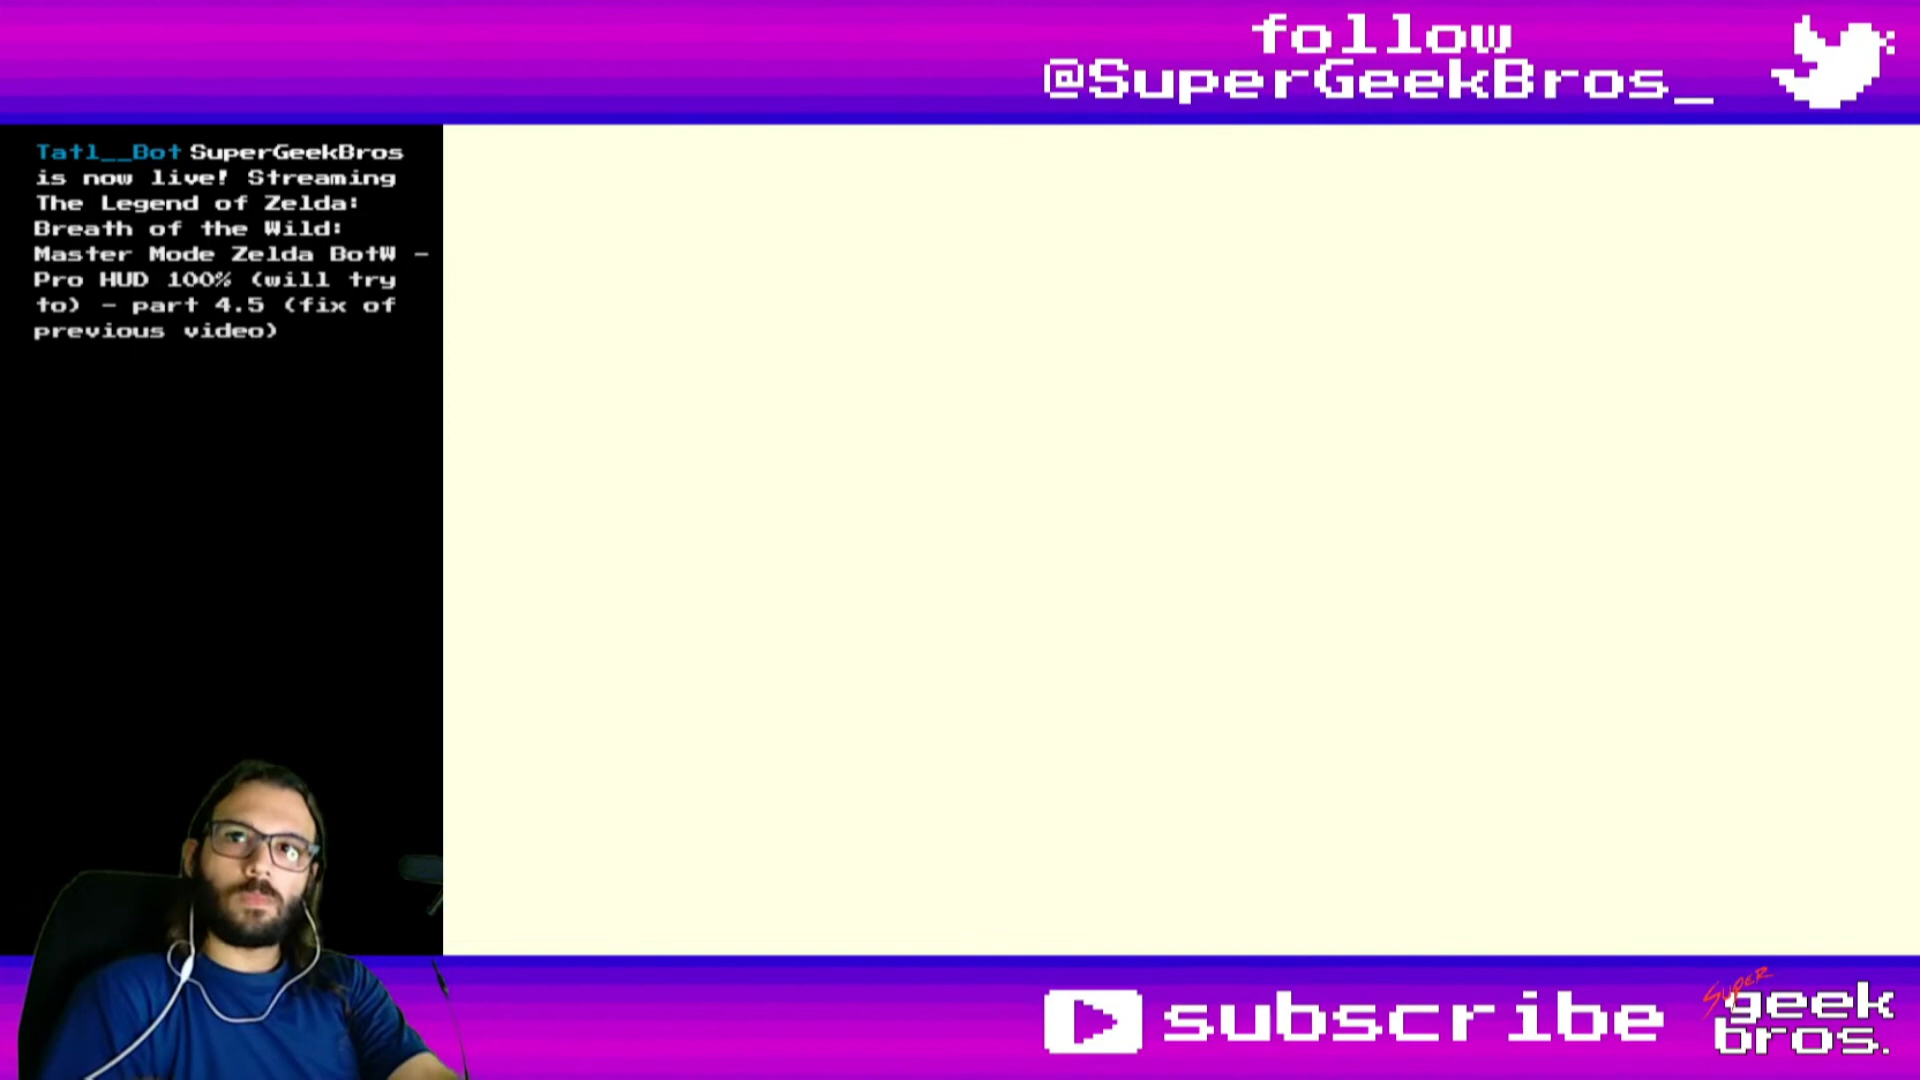 follow
@SuperGeekBros_
Tatl__Bot SuperGeekBros
is now live! Streaming
The Legend of Zelda:
Breath of the Wild:
Master Mode Zelda BotW -
Pro HUD 100% (will try
to) - part 4.5 (fix of
previous video)
subscribe
SUPER
geek
bros.